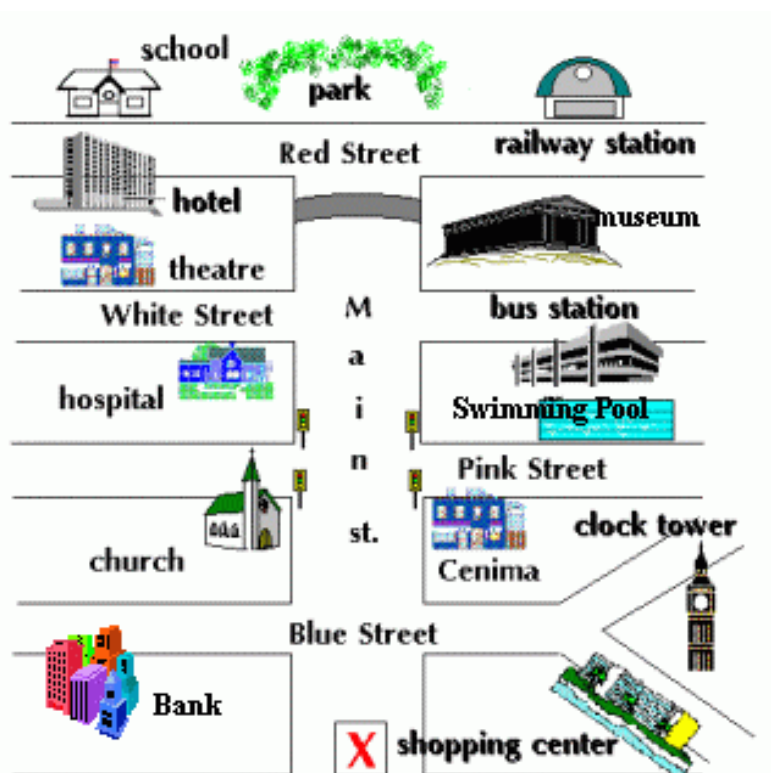 school
park
railway station
Red Street
hotel
museum
theatre
White Street
bus station
M
a
i
n
st.
hospital
Swimming Pool
Pink Street
clock tower
church
Cenima
Blue Street
Bank
X
shopping center